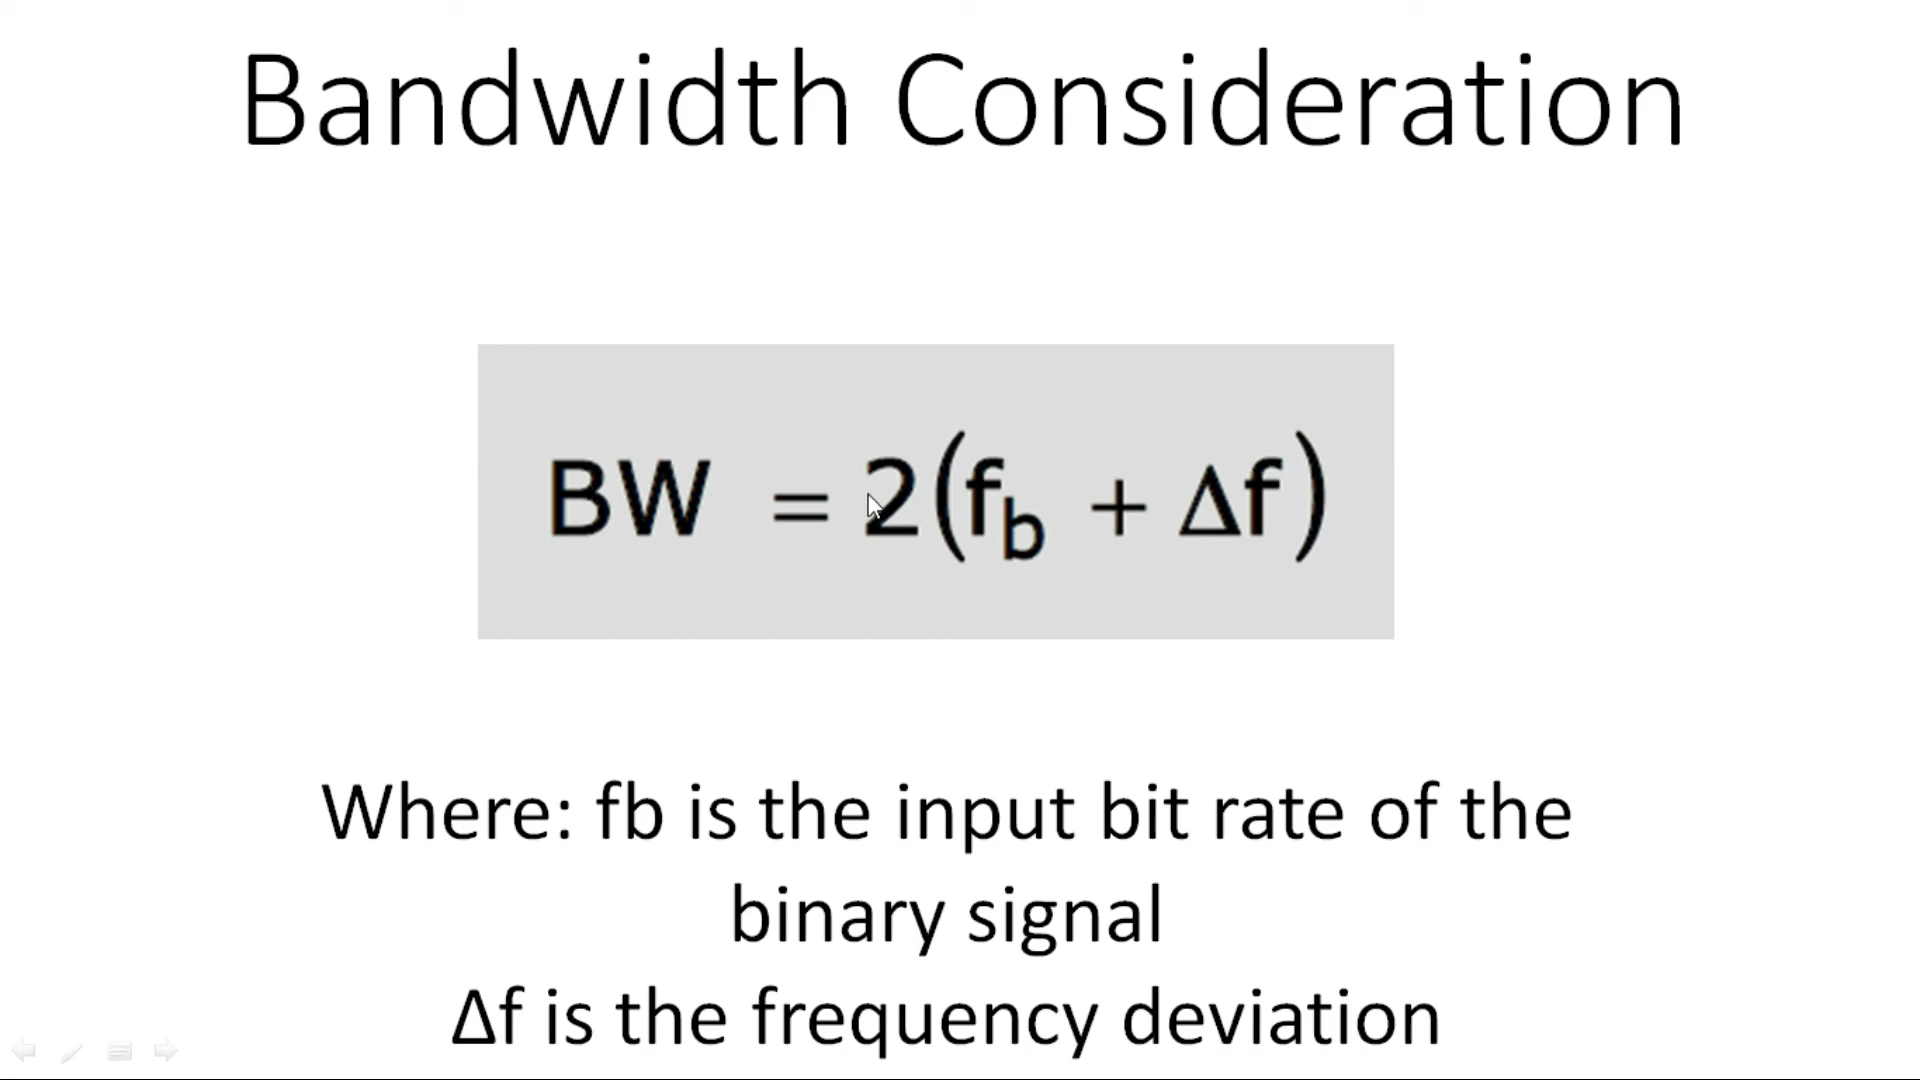 Bandwidth Consideration
BW = 2(fb + Δf)
Where: fb is the input bit rate of the
binary signal
Δf is the frequency deviation